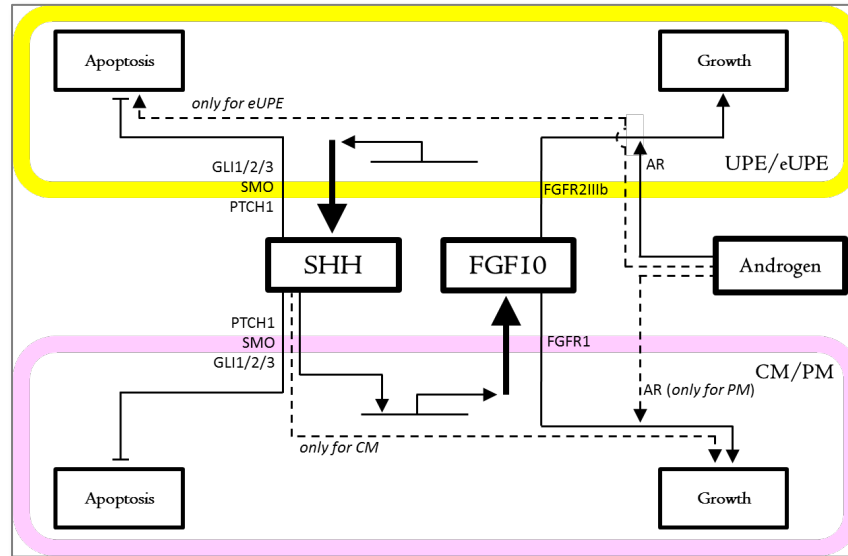 Apoptosis
Growth
only for eUPE
GLI1/2/3
SMO
PTCH1
FGFR2IIIb
AR
UPE/eUPE
SHH
FGF10
Androgen
PTCH1
SMO
GLI1/2/3
FGFR1
CM/PM
AR (only for PM)
only for CM
Apoptosis
Growth